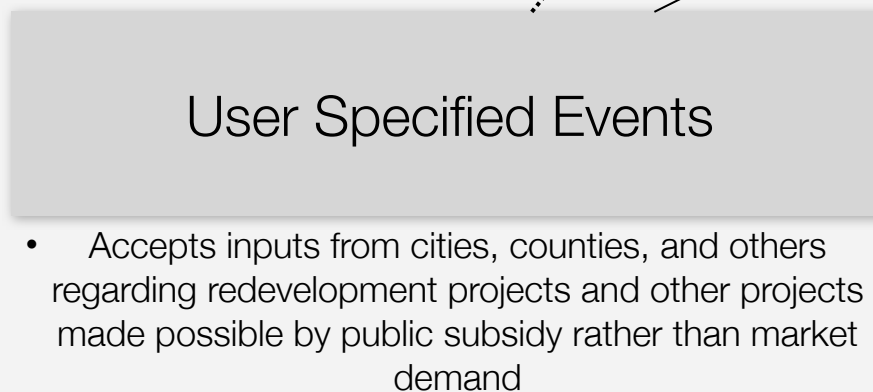 User Specified Events
• Accepts inputs from cities, counties, and others
regarding redevelopment projects and other projects
made possible by public subsidy rather than market
demand